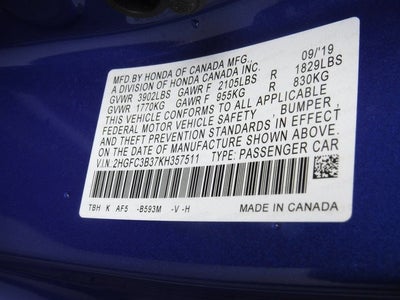 MFD.BY HONDA OF CANADA MFG., 09/'19
A DIVISION OF HONDA CANADA INC.
GVWR 3902LBS GAWR F 2105LBS R 1829LBS
GVWR 1770KG GAWR F 955KG R 830KG
THIS VEHICLE CONFORMS TO ALL APPLICABLE
FEDERAL MOTOR VEHICLE SAFETY , BUMPER ,
AND THEFT PREVENTION STANDARDS IN EFFECT
ON THE DATE OF MANUFACTURE SHOWN ABOVE.
V.I.N. 2HGFC3B37KH357511 TYPE: PASSENGER CAR
TBH K AF5 -B593M -V -H MADE IN CANADA